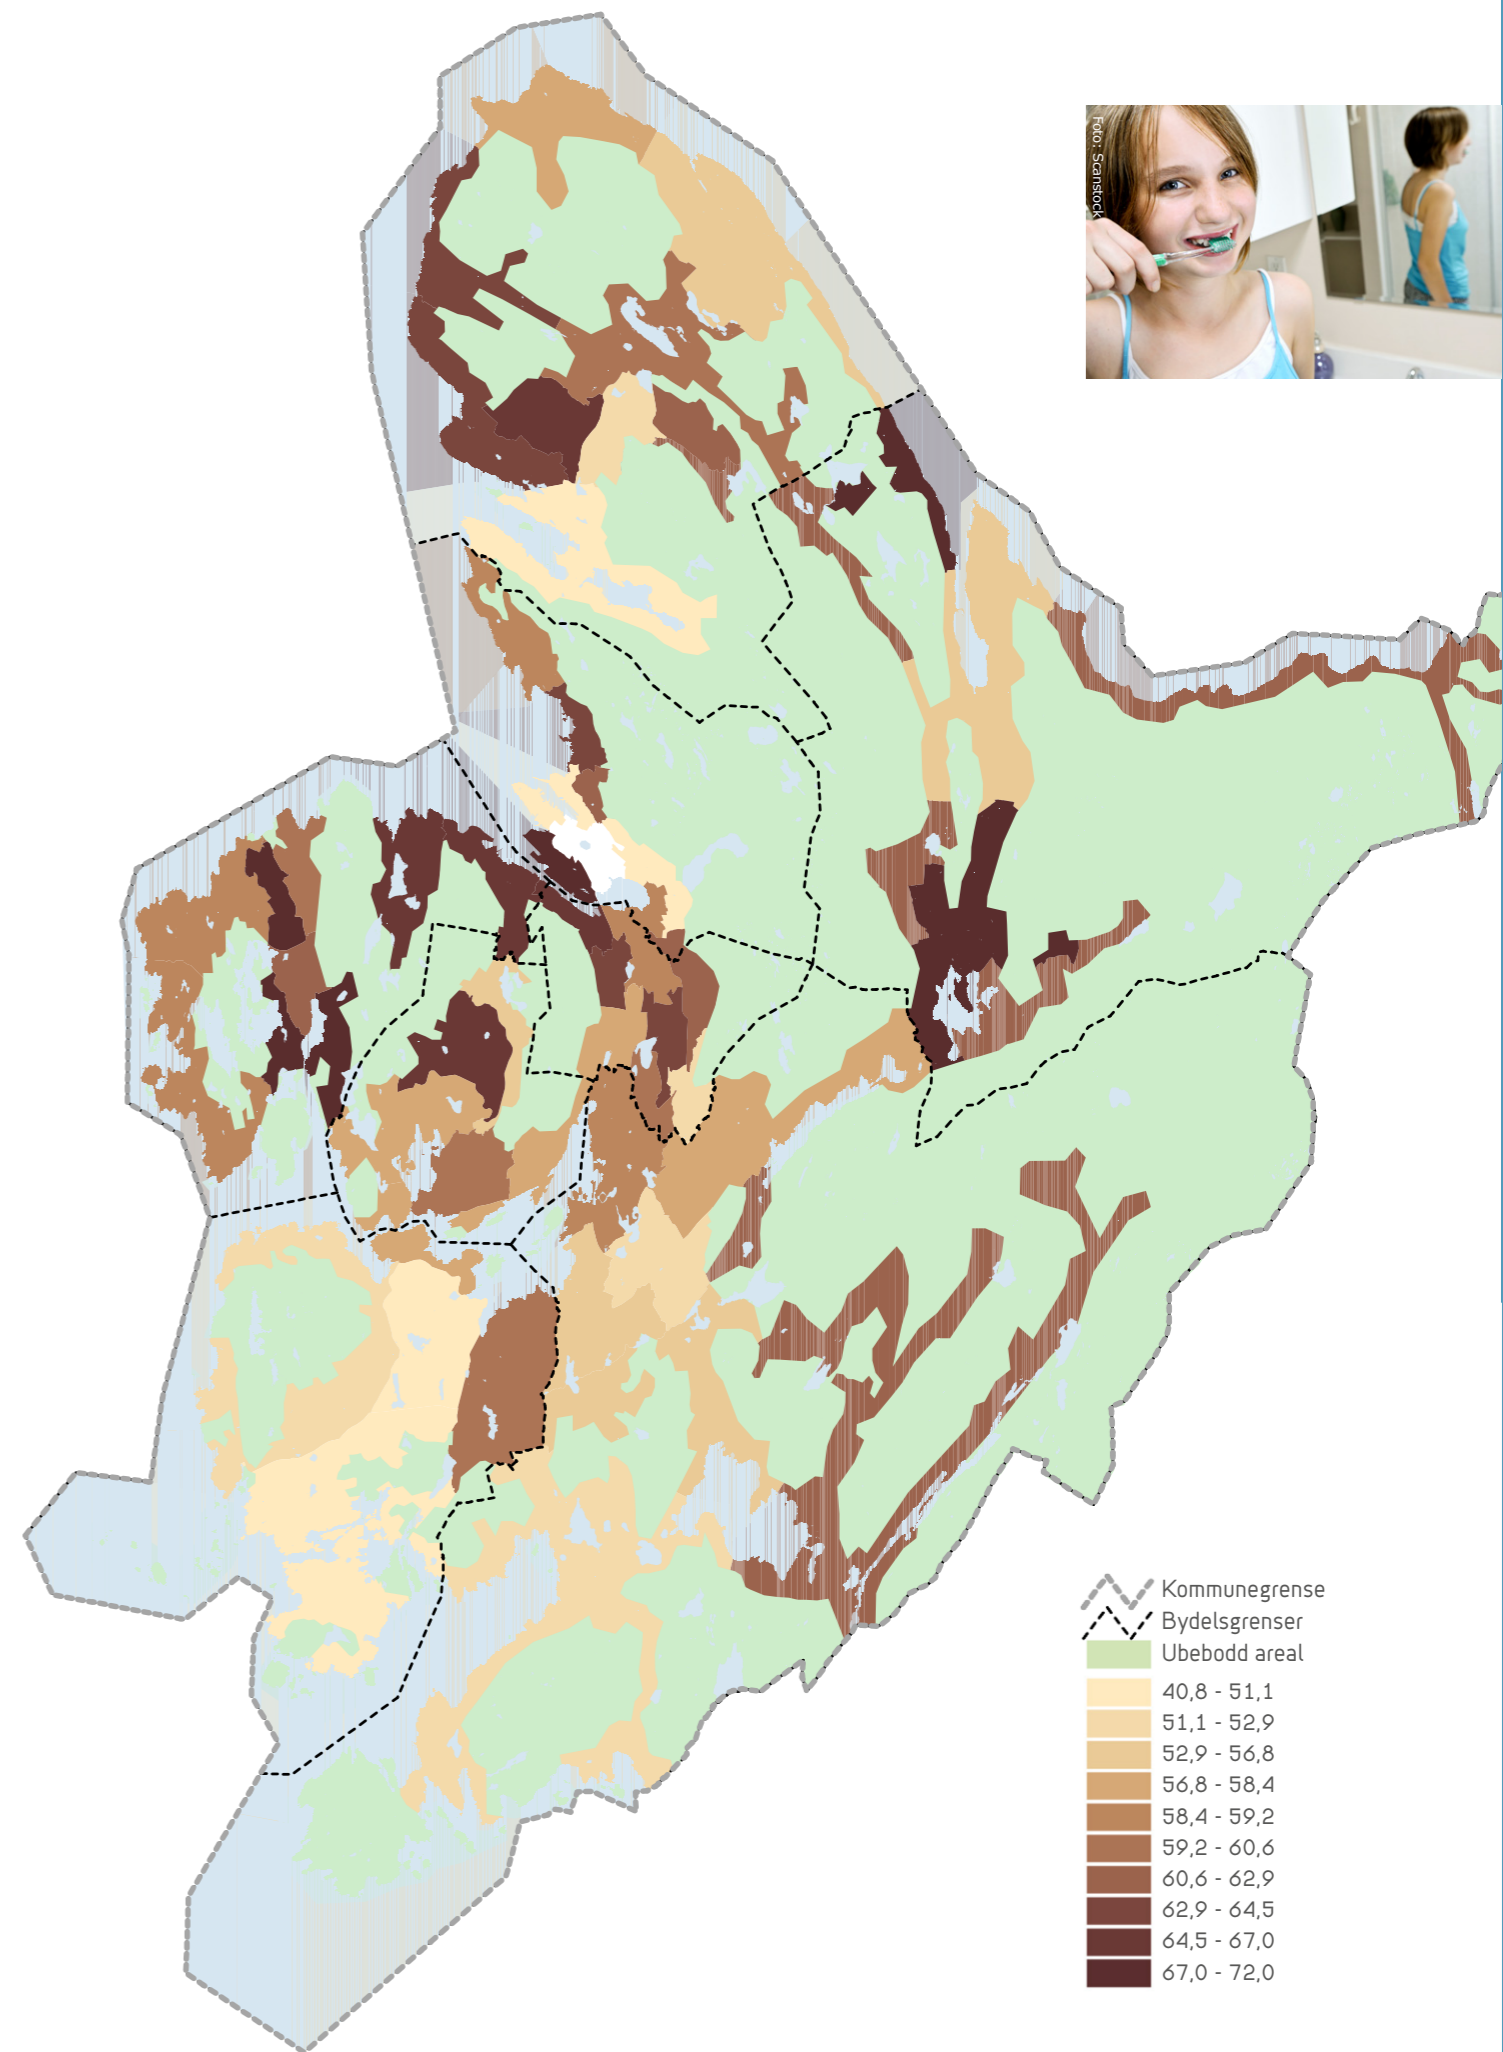 Foto: Scanstock
Kommunegrense
Bydelsgrenser
Ubebodd areal
40,8 - 51,1
51,1 - 52,9
52,9 - 56,8
56,8 - 58,4
58,4 - 59,2
59,2 - 60,6
60,6 - 62,9
62,9 - 64,5
64,5 - 67,0
67,0 - 72,0